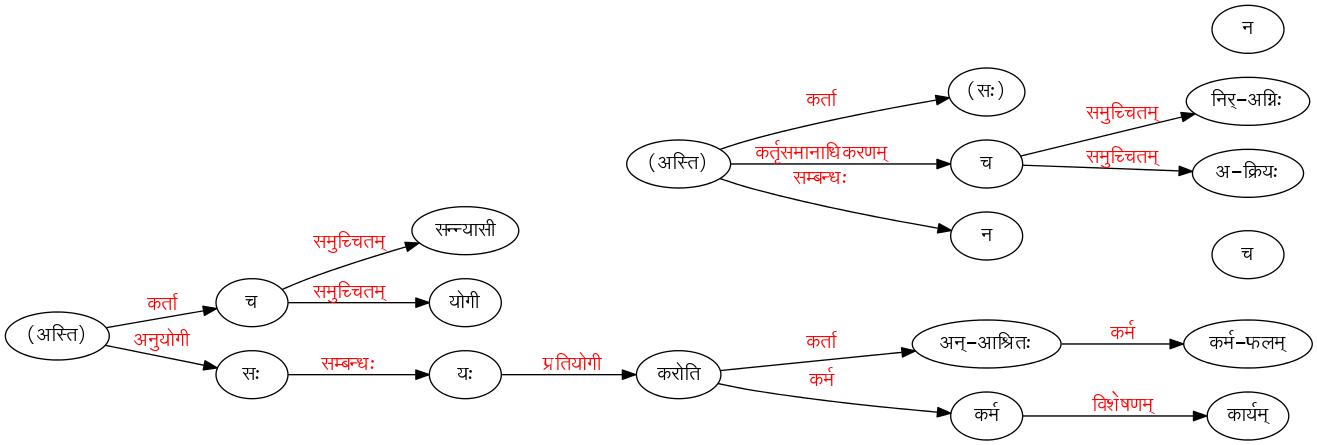 न
(सः)
कर्ता
निर्-अग्निः
समुच्चितम्
(अस्ति)
कर्तृसमानाधिकरणम्
च
समुच्चितम्
अ-क्रियः
सम्बन्धः
न
सन्न्यासी
समुच्चितम्
च
कर्ता
च
समुच्चितम्
योगी
(अस्ति)
अनुयोगी
सः
सम्बन्धः
यः
प्रतियोगी
करोति
कर्ता
अन्-आश्रितः
कर्म
कर्म-फलम्
कर्म
कर्म
विशेषणम्
कार्यम्